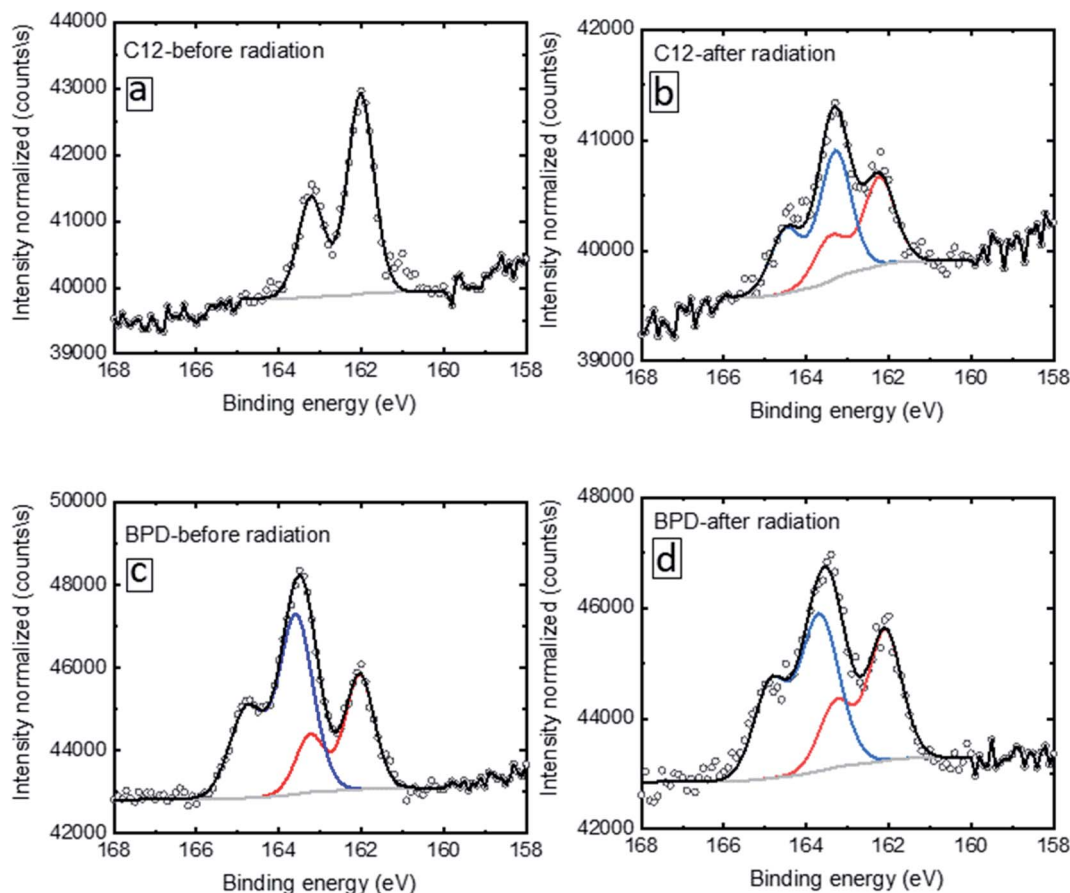 C12-before radiation
a
Intensity normalized (counts\s)
44000
43000
42000
41000
40000
39000
168 166 164 162 160 158
Binding energy (eV)
C12-after radiation
b
Intensity normalized (counts\s)
42000
41000
40000
39000
168 166 164 162 160 158
Binding energy (eV)
BPD-before radiation
c
Intensity normalized (counts\s)
50000
48000
46000
44000
42000
168 166 164 162 160 158
Binding energy (eV)
BPD-after radiation
d
Intensity normalized (counts\s)
48000
46000
44000
42000
168 166 164 162 160 158
Binding energy (eV)